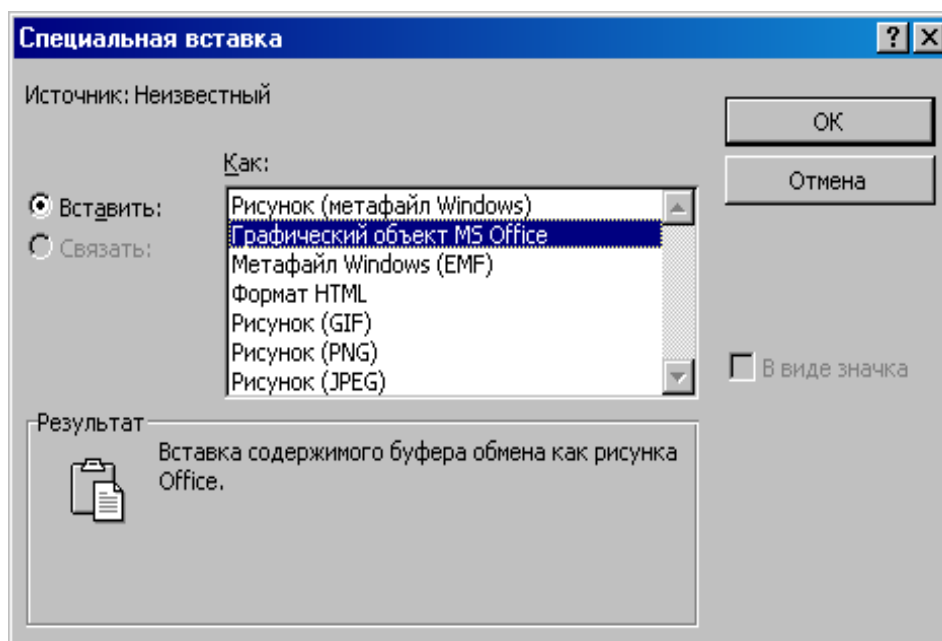 Специальная вставка
Источник: Неизвестный
ОК
Отмена
Как:
Вставить:
Связать:
Рисунок (метафайл Windows)
Графический объект MS Office
Метафайл Windows (EMF)
Формат HTML
Рисунок (GIF)
Рисунок (PNG)
Рисунок (JPEG)
В виде значка
Результат
Вставка содержимого буфера обмена как рисунка
Office.